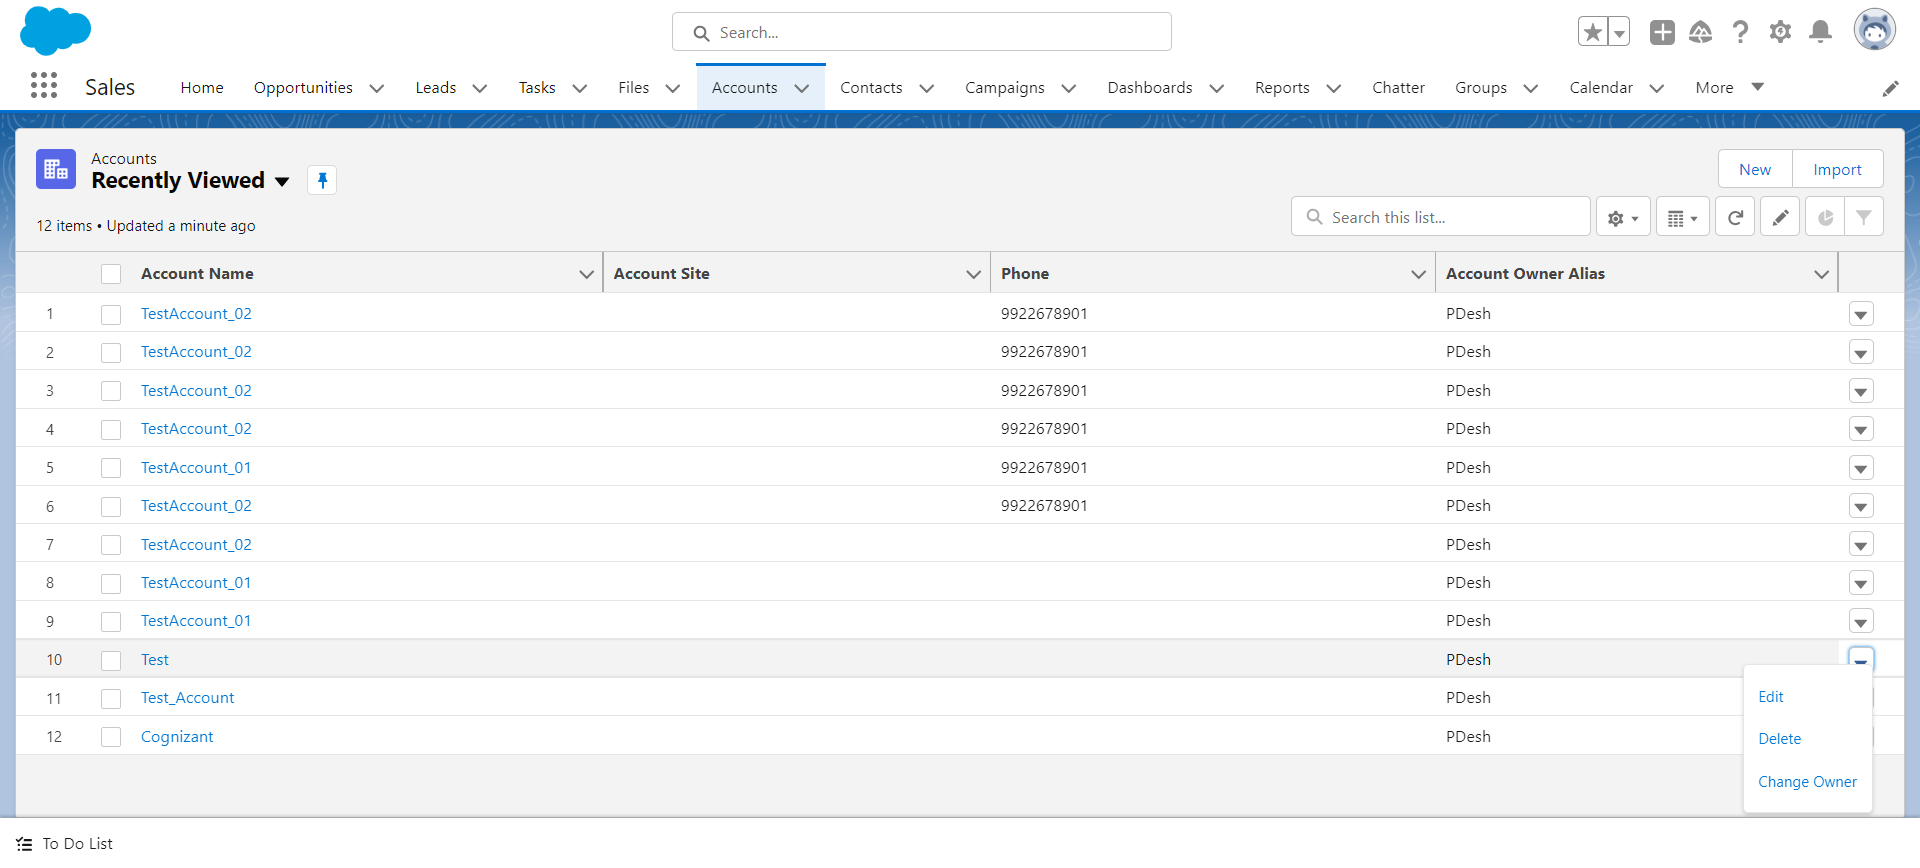 Search...
Sales Home Opportunities Leads Tasks Files Accounts Contacts Campaigns Dashboards Reports Chatter Groups Calendar More
Accounts
Recently Viewed
New Import
12 items • Updated a minute ago
Search this list...
Account Name Account Site Phone Account Owner Alias
1 TestAccount_02 9922678901 PDesh
2 TestAccount_02 9922678901 PDesh
3 TestAccount_02 9922678901 PDesh
4 TestAccount_02 9922678901 PDesh
5 TestAccount_01 9922678901 PDesh
6 TestAccount_02 9922678901 PDesh
7 TestAccount_02 PDesh
8 TestAccount_01 PDesh
9 TestAccount_01 PDesh
10 Test PDesh
11 Test_Account PDesh
12 Cognizant PDesh
Edit
Delete
Change Owner
To Do List